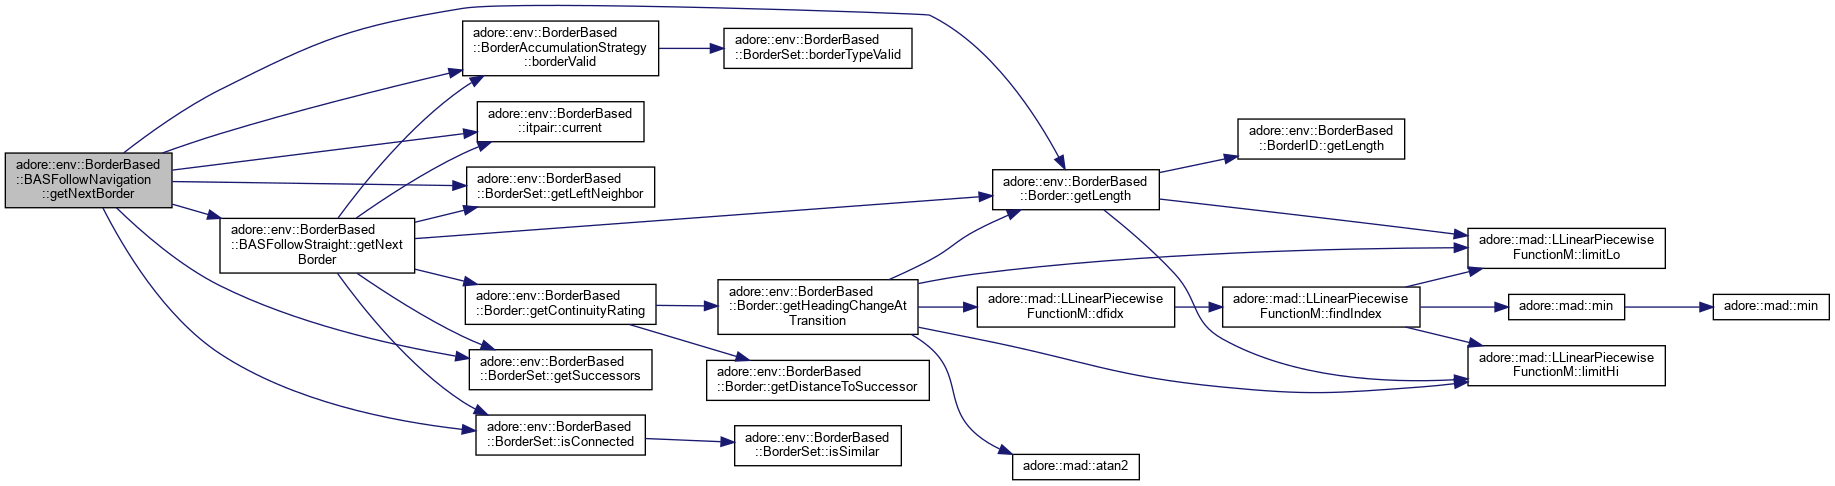 adore::env::BorderBased
::BASFollowNavigation
::getNextBorder
adore::env::BorderBased
::BASFollowStraight::getNext
Border
adore::env::BorderBased
::BorderAccumulationStrategy
::borderValid
adore::env::BorderBased
::itpair::current
adore::env::BorderBased
::BorderSet::getLeftNeighbor
adore::env::BorderBased
::Border::getContinuityRating
adore::env::BorderBased
::BorderSet::getSuccessors
adore::env::BorderBased
::BorderSet::isConnected
adore::env::BorderBased
::BorderSet::borderTypeValid
adore::env::BorderBased
::Border::getHeadingChangeAt
Transition
adore::env::BorderBased
::Border::getDistanceToSuccessor
adore::env::BorderBased
::BorderSet::isSimilar
adore::env::BorderBased
::Border::getLength
adore::mad::LLinearPiecewise
FunctionM::dfidx
adore::mad::atan2
adore::env::BorderBased
::BorderID::getLength
adore::mad::LLinearPiecewise
FunctionM::findIndex
adore::mad::LLinearPiecewise
FunctionM::limitLo
adore::mad::min
adore::mad::LLinearPiecewise
FunctionM::limitHi
adore::mad::min